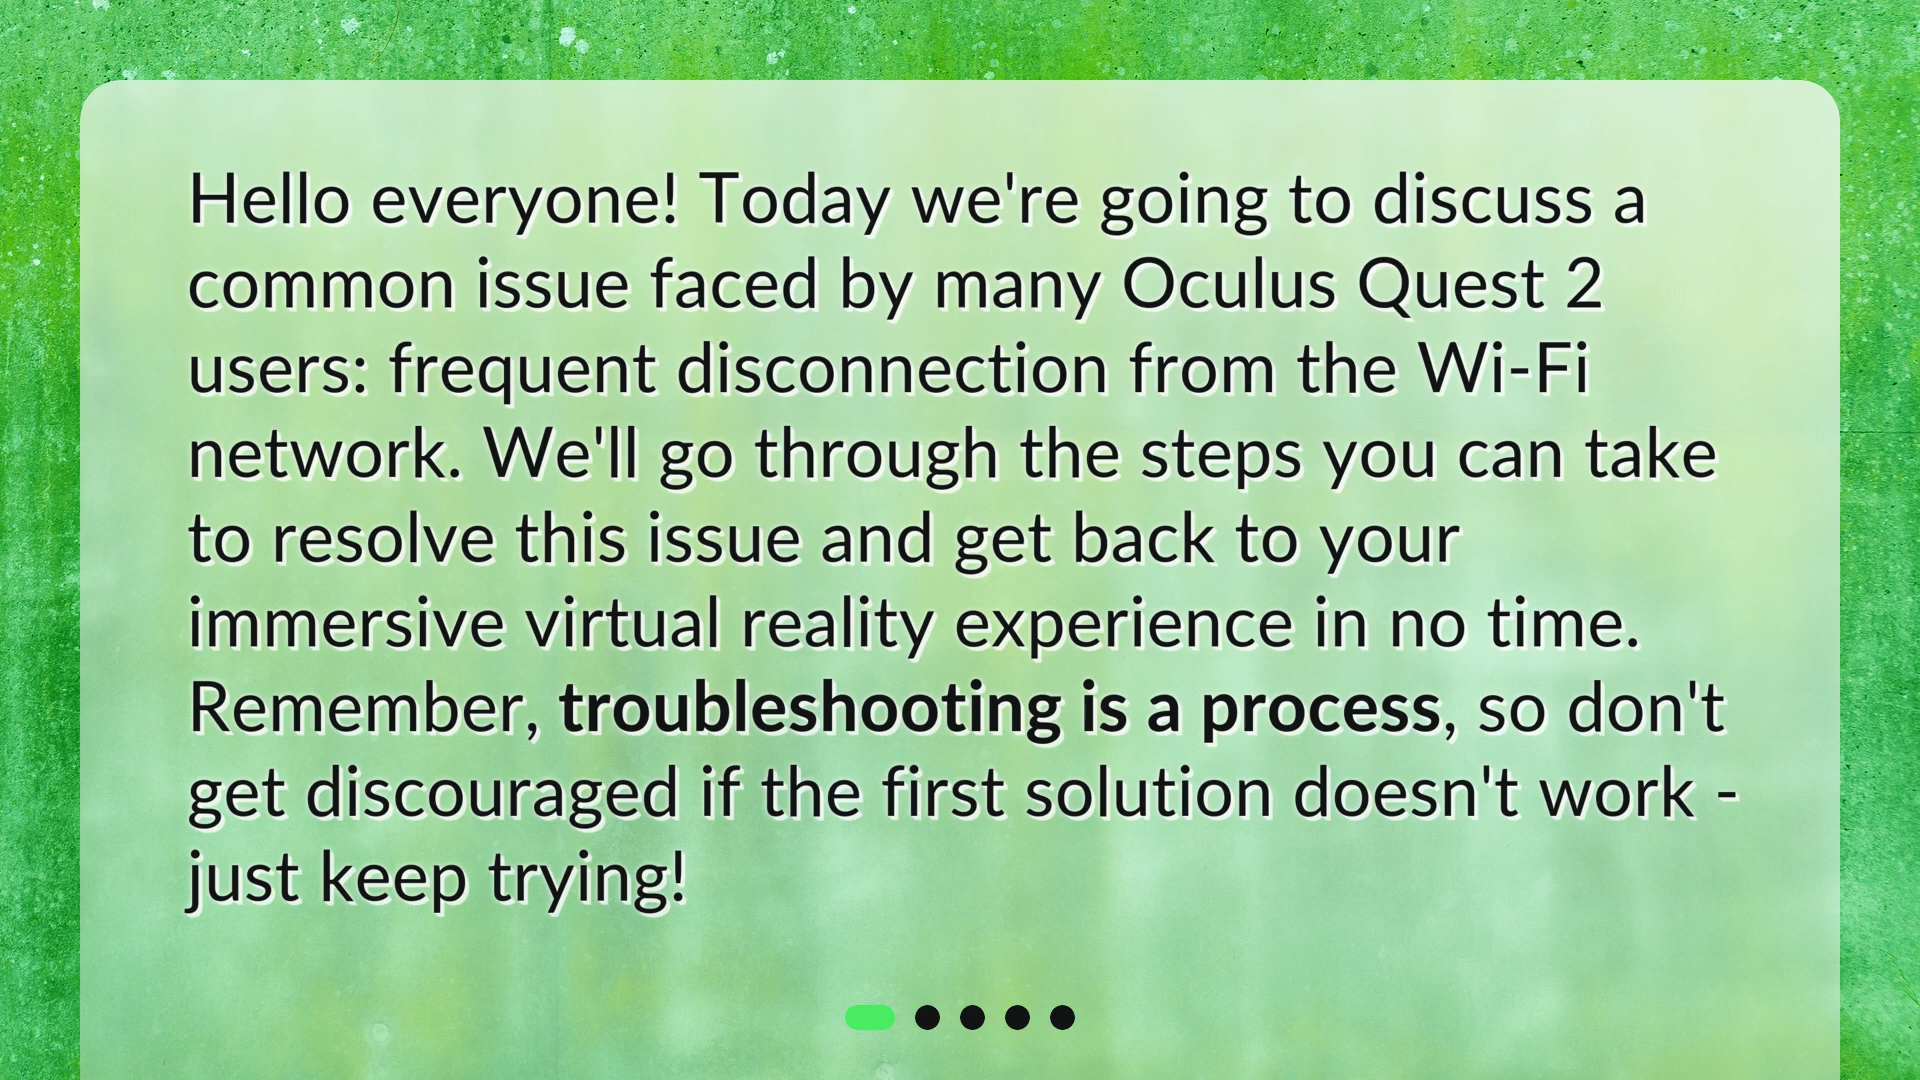 Hello everyone! Today we're going to discuss a
common issue faced by many Oculus Quest 2
users: frequent disconnection from the Wi-Fi
network. We'll go through the steps you can take
to resolve this issue and get back to your
immersive virtual reality experience in no time.
Remember, troubleshooting is a process, so don't
get discouraged if the first solution doesn't work -
just keep trying!